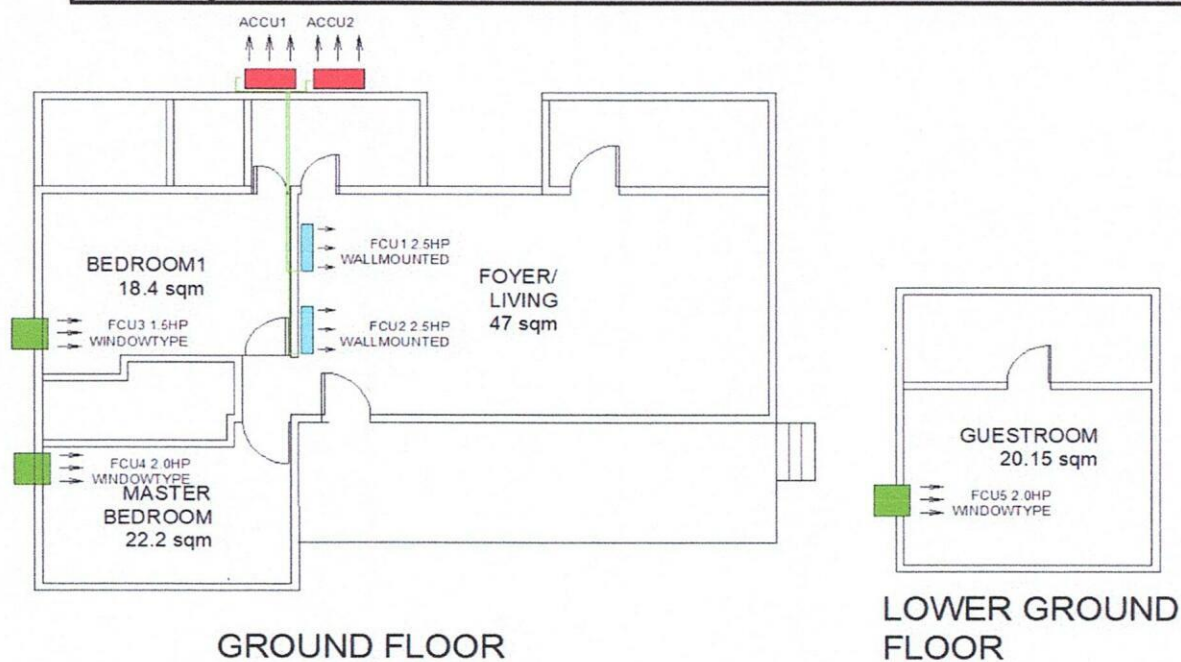 ACCU1 ACCU2
BEDROOM1
18.4 sqm
FCU1 2.5HP
WALLMOUNTED
FOYER/
LIVING
47 sqm
FCU3 1.5HP
WINDOWTYPE
FCU2 2.5HP
WALLMOUNTED
FCU4 2.0HP
WINDOWTYPE
MASTER
BEDROOM
22.2 sqm
GUESTROOM
20.15 sqm
FCU5 2.0HP
WINDOWTYPE
GROUND FLOOR
LOWER GROUND
FLOOR